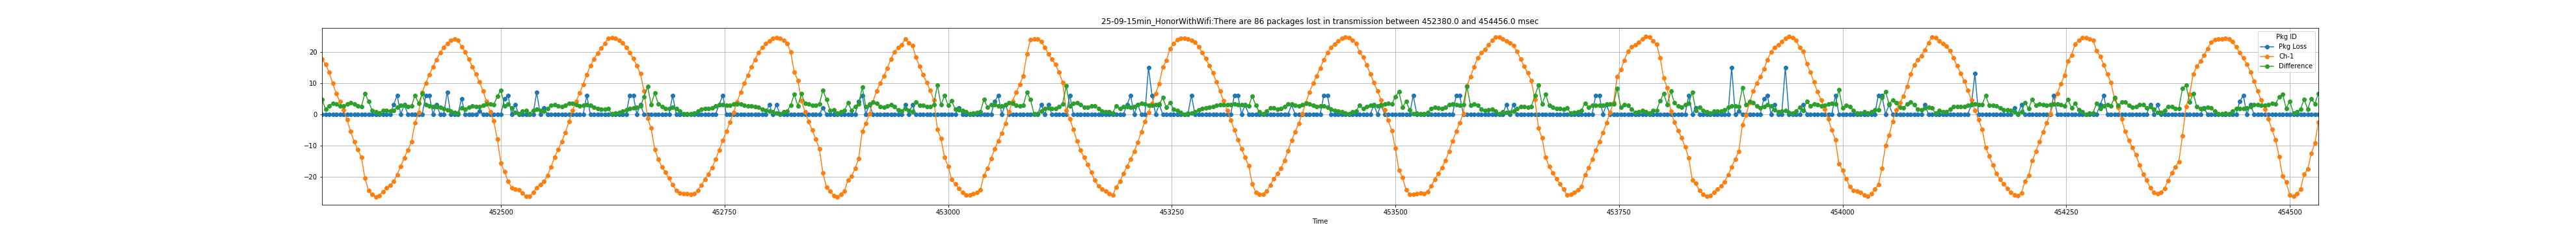 25-09-15min_HonorWithWifi:There are 86 packages lost in transmission between 452380.0 and 454456.0 msec
Pkg ID
Pkg Loss
Ch-1
Difference
20
10
0
−10
−20
452500 452750 453000 453250 453500 453750 454000 454250 454500
Time